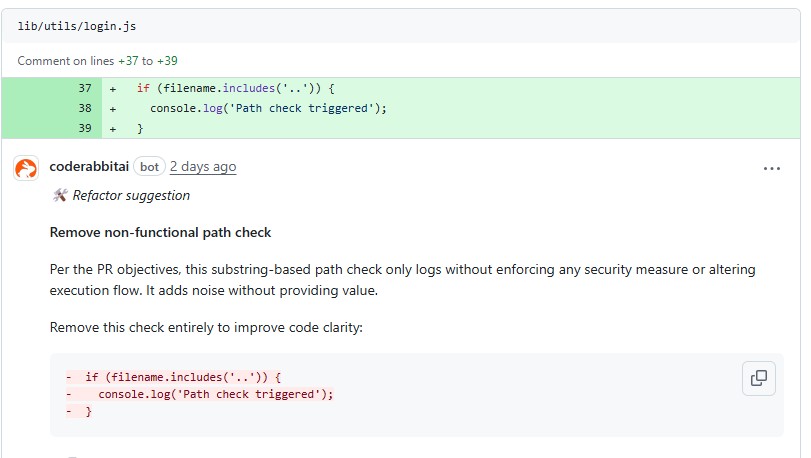 lib/utils/login.js
Comment on lines +37 to +39
37 + if (filename.includes('..')) {
38 + console.log('Path check triggered');
39 + }
coderabbitai bot 2 days ago
🛠️ Refactor suggestion
Remove non-functional path check
Per the PR objectives, this substring-based path check only logs without enforcing any security measure or altering
execution flow. It adds noise without providing value.
Remove this check entirely to improve code clarity:
- if (filename.includes('..')) {
- console.log('Path check triggered');
- }